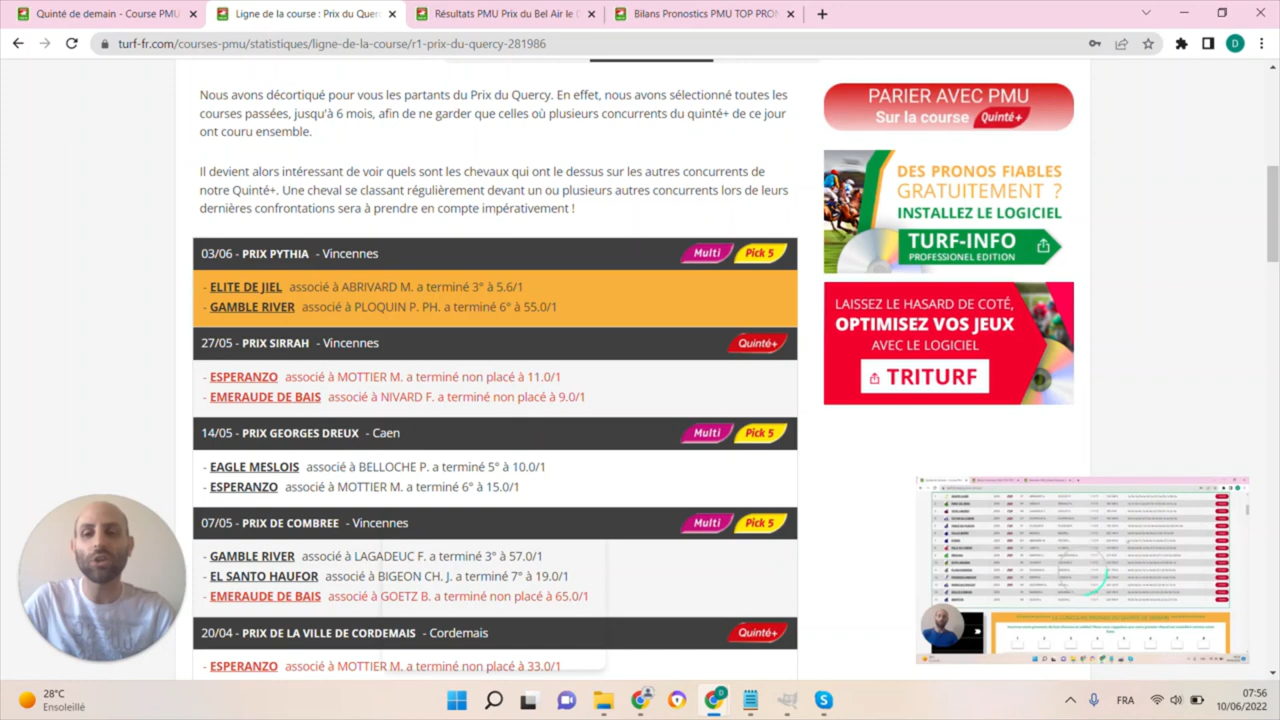 Quinté de demain - Course PMU
Ligne de la course : Prix du Quer
Résultats PMU Prix du Bel Air le
Bilans Pronostics PMU TOP PRON
turf-fr.com/courses-pmu/statistiques/ligne-de-la-course/r1-prix-du-quercy-281986
D
Nous avons décortiqué pour vous les partants du Prix du Quercy. En effet, nous avons sélectionné toutes les
courses passées, jusqu'à 6 mois, afin de ne garder que celles où plusieurs concurrents du quinté+ de ce jour
ont couru ensemble.
Il devient alors intéressant de voir quels sont les chevaux qui ont le dessus sur les autres concurrents de
notre Quinté+. Une cheval se classant régulièrement devant un ou plusieurs autres concurrents lors de leurs
dernières confrontations sera à prendre en compte impérativement !
03/06 - PRIX PYTHIA - Vincennes Multi Pick 5
- ELITE DE JIEL associé à ABRIVARD M. a terminé 3° à 5.6/1
- GAMBLE RIVER associé à PLOQUIN P. PH. a terminé 6° à 55.0/1
27/05 - PRIX SIRRAH - Vincennes Quinté+
- ESPERANZO associé à MOTTIER M. a terminé non placé à 11.0/1
- EMERAUDE DE BAIS associé à NIVARD F. a terminé non placé à 9.0/1
14/05 - PRIX GEORGES DREUX - Caen Multi Pick 5
- EAGLE MESLOIS associé à BELLOCHE P. a terminé 5° à 10.0/1
- ESPERANZO associé à MOTTIER M. a terminé 6° à 15.0/1
07/05 - PRIX DE COMBREE - Vincennes Multi Pick 5
- GAMBLE RIVER associé à LAGADEUC F. a terminé 3° à 57.0/1
- EL SANTO HAUFOR associé à BIGEON C. J. a terminé 7° à 19.0/1
- EMERAUDE DE BAIS associé à a terminé non placé à 65.0/1
20/04 - PRIX DE LA VILLE DE CORDEMAIS - Cordemais Quinté+
- ESPERANZO associé à MOTTIER M. a terminé non placé à 33.0/1
PARIER AVEC PMU
Sur la course Quinté+
DES PRONOS FIABLES
GRATUITEMENT ?
INSTALLEZ LE LOGICIEL
TURF-INFO
PROFESSIONEL EDITION
LAISSEZ LE HASARD DE COTÉ,
OPTIMISEZ VOS JEUX
AVEC LE LOGICIEL
TRITURF
28°C
Ensoleillé
D
FRA
07:56
10/06/2022